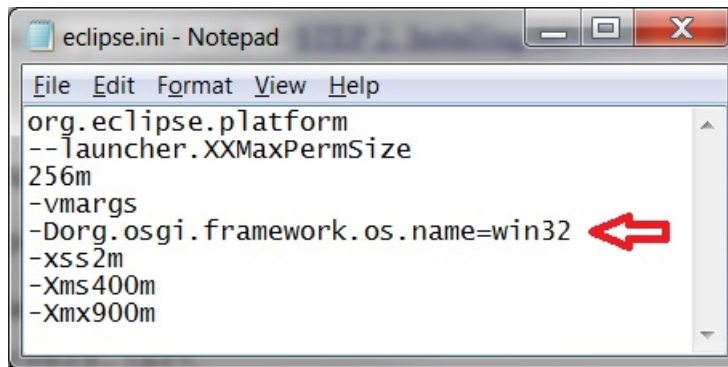 eclipse.ini - Notepad
File Edit Format View Help
org.eclipse.platform
--launcher.XXMaxPermSize
256m
-vmargs
-Dorg.osgi.framework.os.name=win32
-xss2m
-Xms400m
-Xmx900m